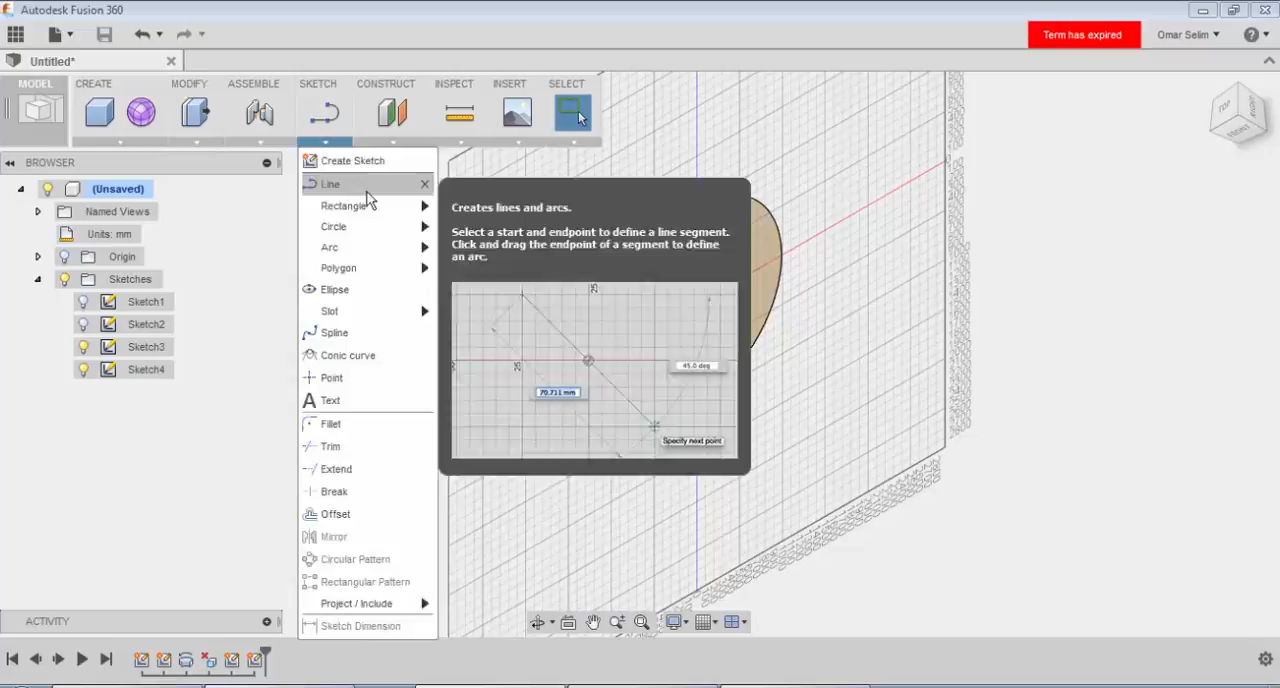 Autodesk Fusion 360
Term has expired
Omar Selim
Untitled*
MODEL
CREATE
MODIFY
ASSEMBLE
SKETCH
CONSTRUCT
INSPECT
INSERT
SELECT
TOP
FRONT
RIGHT
BROWSER
(Unsaved)
Named Views
Units: mm
Origin
Sketches
Sketch1
Sketch2
Sketch3
Sketch4
Create Sketch
Line
Rectangle
Circle
Arc
Polygon
Ellipse
Slot
Spline
Conic curve
Point
Text
Fillet
Trim
Extend
Break
Offset
Mirror
Circular Pattern
Rectangular Pattern
Project / Include
Sketch Dimension
Creates lines and arcs.
Select a start and endpoint to define a line segment.
Click and drag the endpoint of a segment to define
an arc.
25
25
45.0 deg
70.711 mm
Specify next point
ACTIVITY